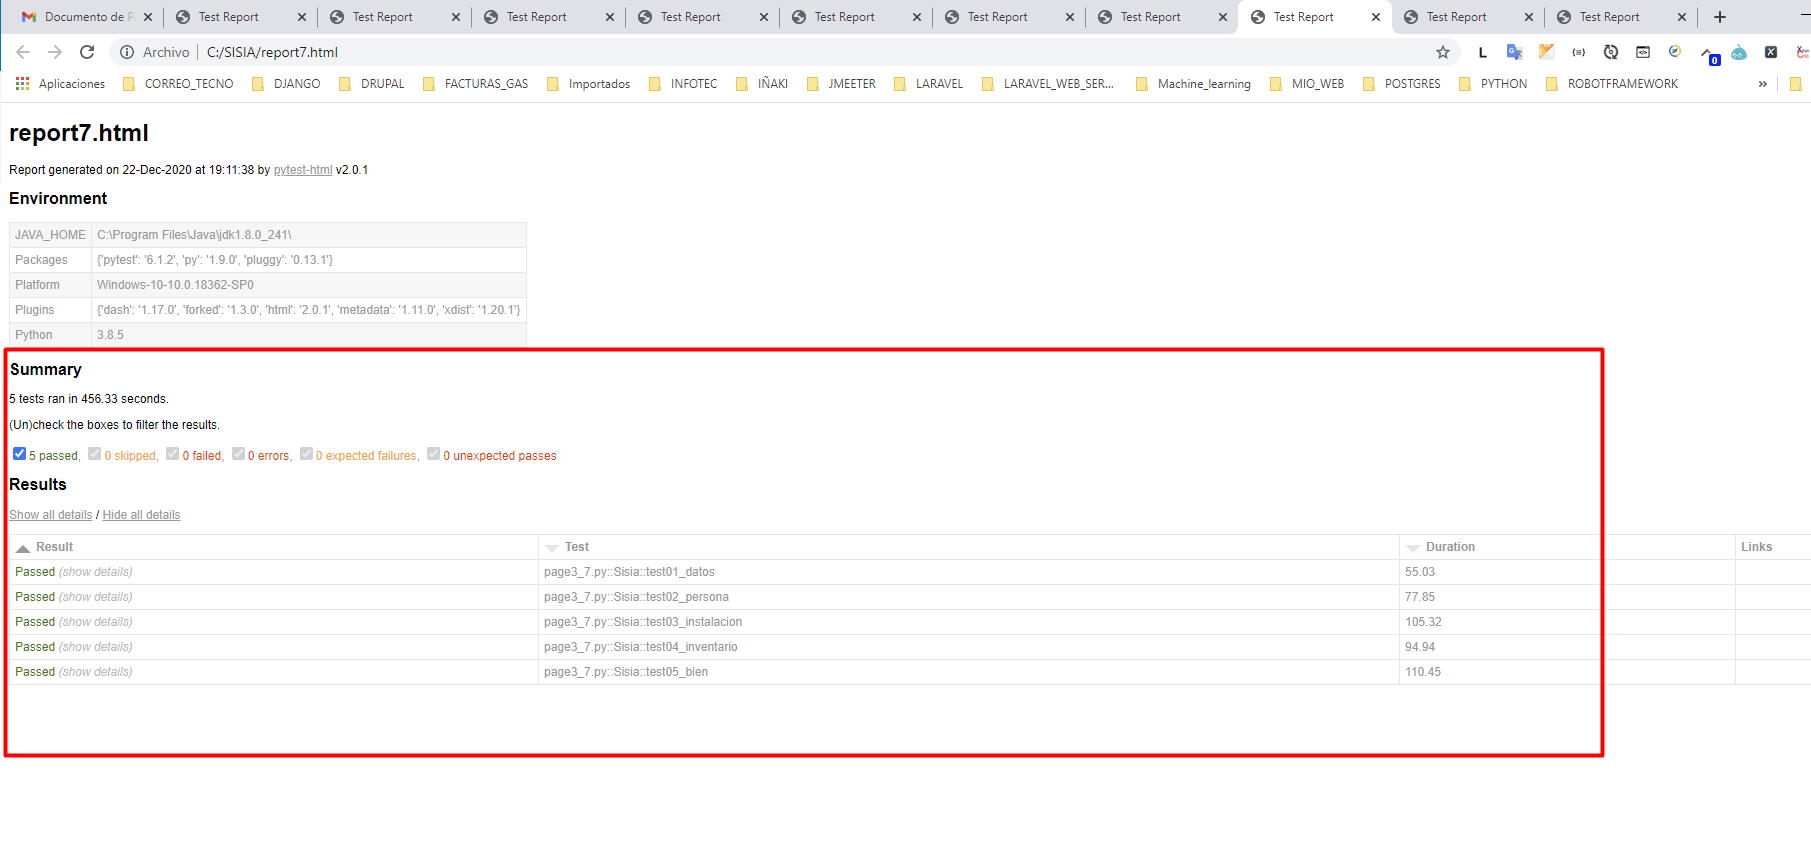 Documento de P Test Report Test Report Test Report Test Report Test Report Test Report Test Report Test Report Test Report Test Report
Archivo C:/SISIA/report7.html
Aplicaciones CORREO_TECNO DJANGO DRUPAL FACTURAS_GAS Importados INFOTEC IÑAKI JMEETER LARAVEL LARAVEL_WEB_SER... Machine_learning MIO_WEB POSTGRES PYTHON ROBOTFRAMEWORK »
report7.html
Report generated on 22-Dec-2020 at 19:11:38 by pytest-html v2.0.1
Environment
JAVA_HOME C:\Program Files\Java\jdk1.8.0_241\
Packages {'pytest': '6.1.2', 'py': '1.9.0', 'pluggy': '0.13.1'}
Platform Windows-10-10.0.18362-SP0
Plugins {'dash': '1.17.0', 'forked': '1.3.0', 'html': '2.0.1', 'metadata': '1.11.0', 'xdist': '1.20.1'}
Python 3.8.5
Summary
5 tests ran in 456.33 seconds.
(Un)check the boxes to filter the results.
5 passed, 0 skipped, 0 failed, 0 errors, 0 expected failures, 0 unexpected passes
Results
Show all details / Hide all details
Result Test Duration Links
Passed (show details) page3_7.py::Sisia::test01_datos 55.03
Passed (show details) page3_7.py::Sisia::test02_persona 77.85
Passed (show details) page3_7.py::Sisia::test03_instalacion 105.32
Passed (show details) page3_7.py::Sisia::test04_inventario 94.94
Passed (show details) page3_7.py::Sisia::test05_bien 110.45